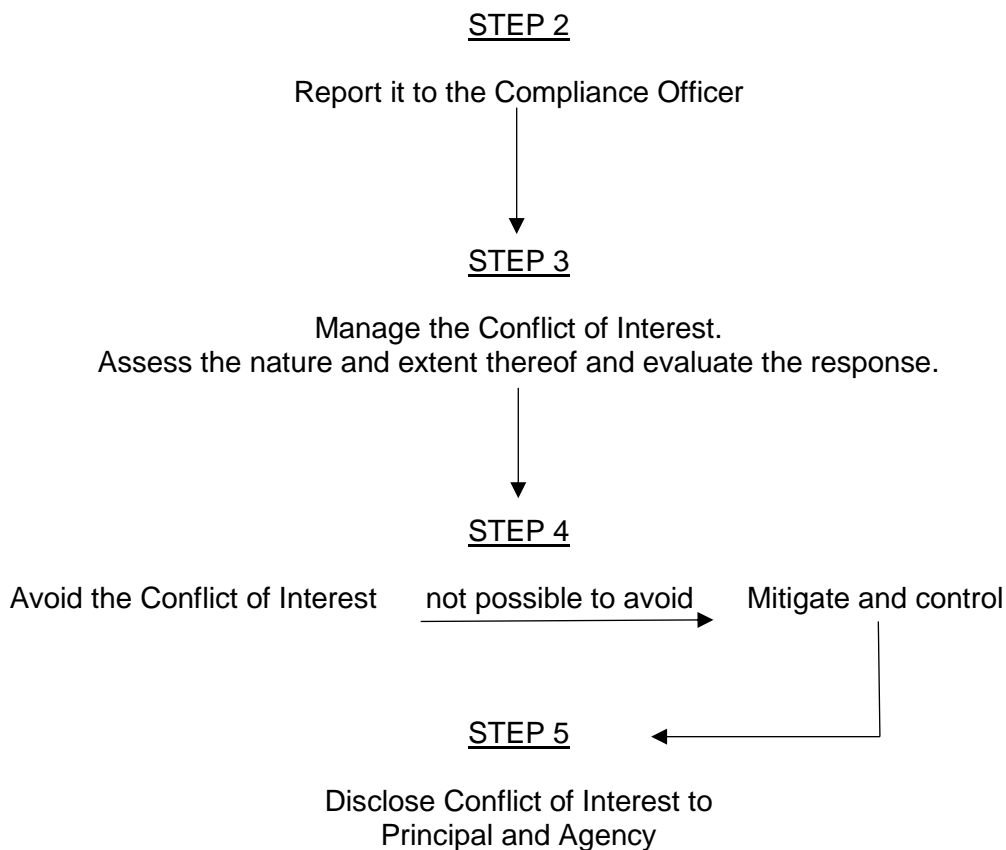 STEP 2
Report it to the Compliance Officer
STEP 3
Manage the Conflict of Interest.
Assess the nature and extent thereof and evaluate the response.
STEP 4
Avoid the Conflict of Interest not possible to avoid Mitigate and control
STEP 5
Disclose Conflict of Interest to
Principal and Agency